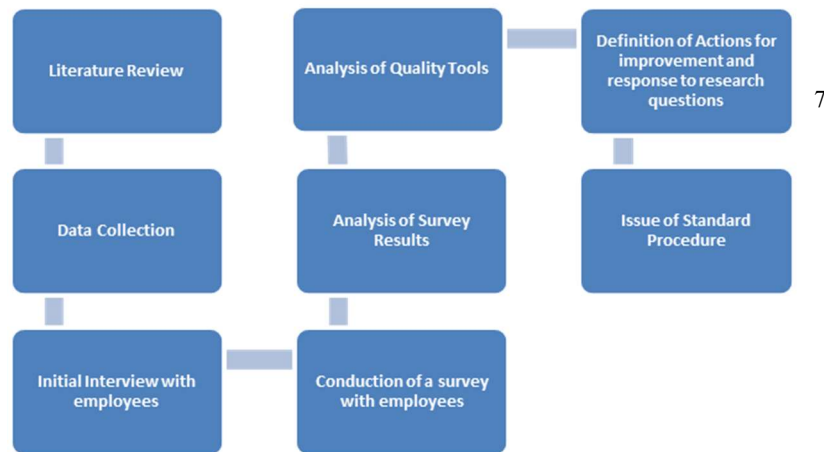 Literature Review
Data Collection
Initial Interview with
employees
Conduction of a survey
with employees
Analysis of Survey
Results
Analysis of Quality Tools
Definition of Actions for
improvement and
response to research
questions
Issue of Standard
Procedure
7